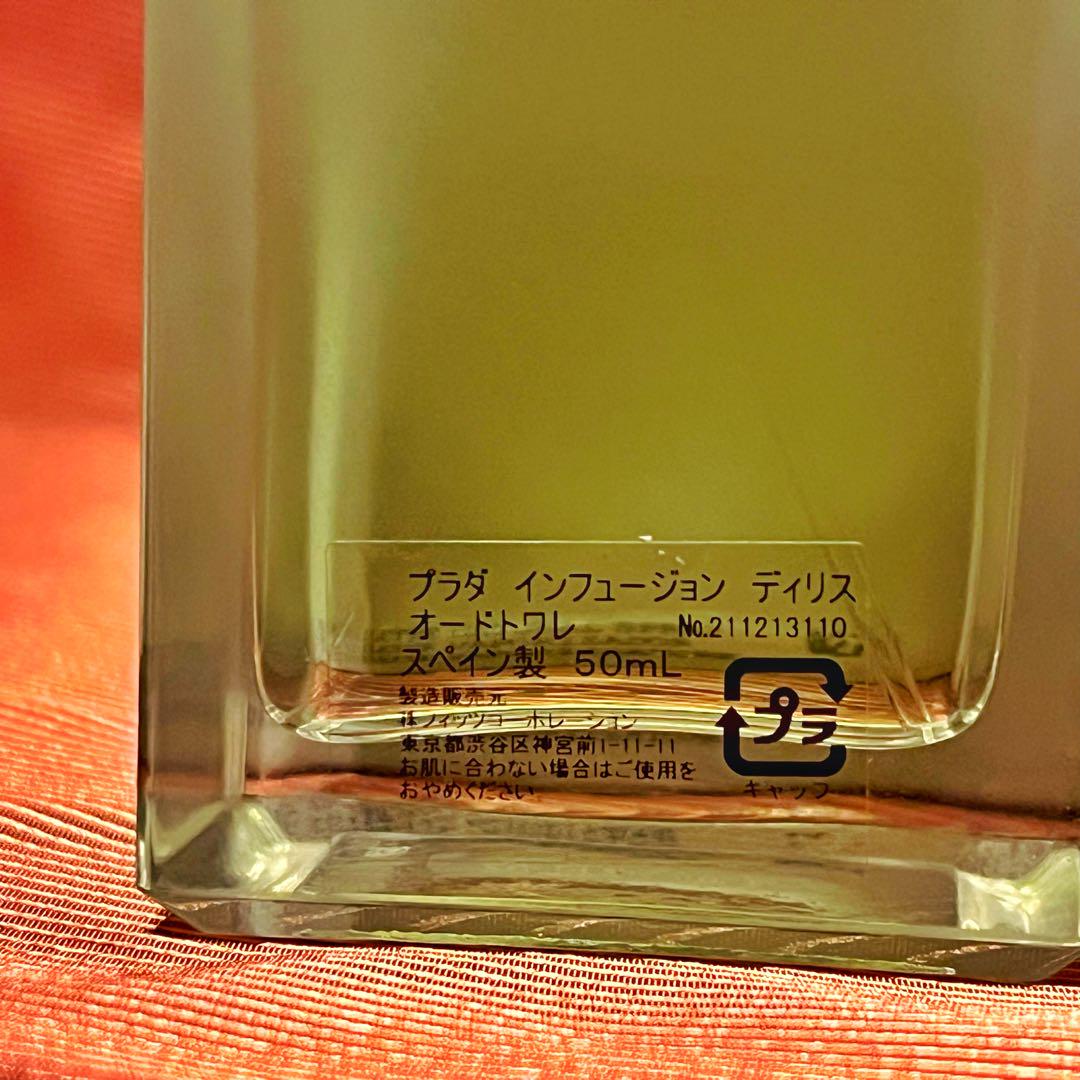 プラダ インフュージョン ディリス
オードトワレ No.211213110
スペイン製 50mL
製造販売元
㈱フィッツコーポレーション
東京都渋谷区神宮前1-11-11
お肌に合わない場合はご使用を
おやめください。
プラ
キャップ